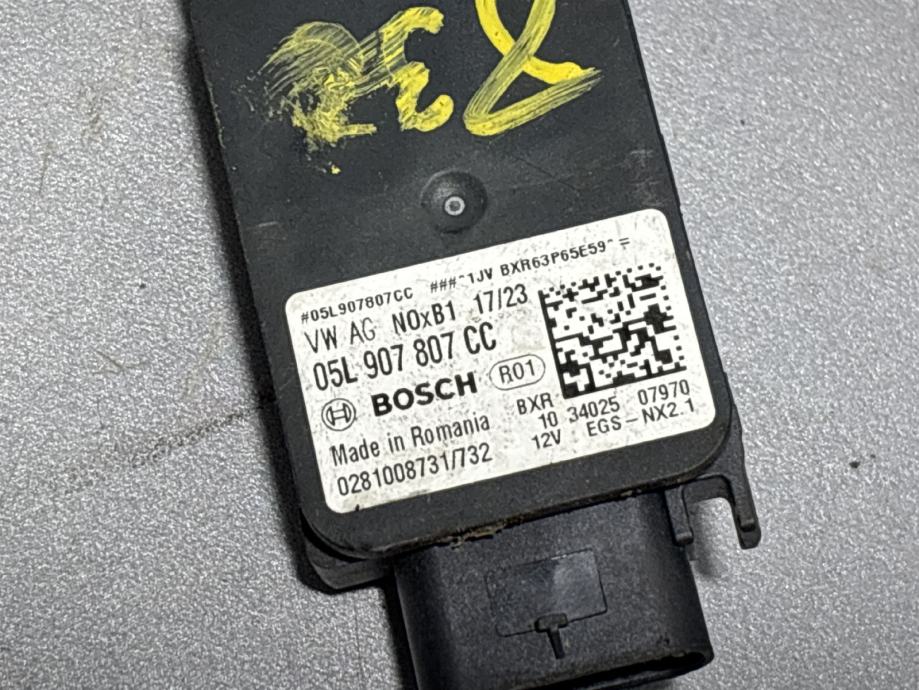 #05L907807CC ###*1JV BXR63P65E59* =
VW AG NOxB1 17/23
05L 907 807 CC
BOSCH R01
Made in Romania
0281008731/732
BXR
10 34025 07970
12V EGS-NX2.1